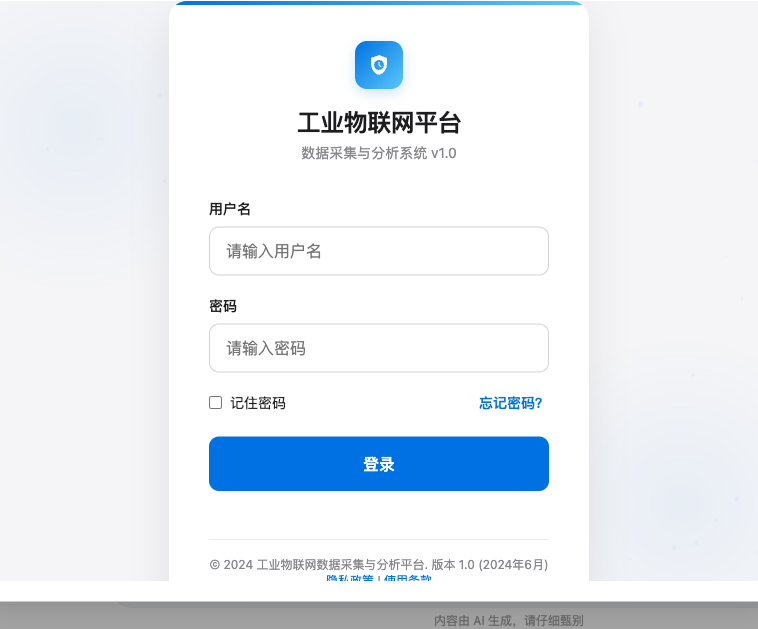 工业物联网平台
数据采集与分析系统 v1.0
用户名
请输入用户名
密码
请输入密码
记住密码 忘记密码?
登录
© 2024 工业物联网数据采集与分析平台. 版本 1.0 (2024年6月)
隐私政策 | 使用条款
内容由 AI 生成，请仔细甄别